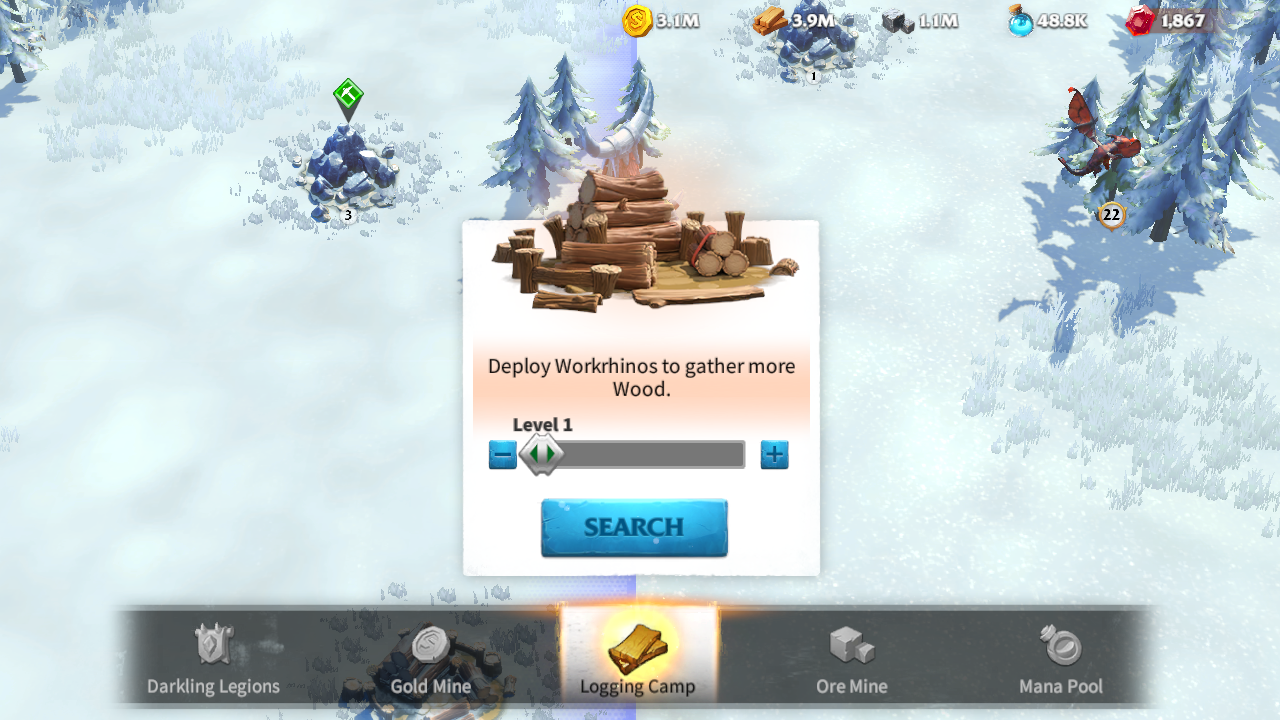 3.1M
3.9M
1.1M
48.8K
1,867
1
3
22
Deploy Workrhinos to gather more
Wood.
Level 1
SEARCH
Darkling Legions
Gold Mine
Logging Camp
Ore Mine
Mana Pool